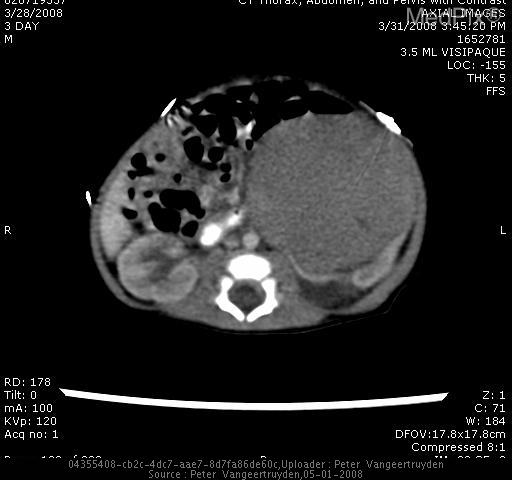 3/28/2008
3 DAY
M
CT Thorax, Abdomen, and Pelvis with Contrast
AXIAL IMAGES
MedPix
3/31/2008 3:45:20 PM
1652781
3.5 ML VISIPAQUE
LOC: -155
THK: 5
FFS
R
L
RD: 178
Tilt: 0
mA: 100
KVp: 120
Acq no: 1
Z: 1
C: 71
W: 184
DFOV:17.8x17.8cm
Compressed 8:1
04355408-cb2c-4dc7-aae7-8d7fa86de60c,Uploader : Peter Vangeertruyden
Source : Peter Vangeertruyden,05-01-2008